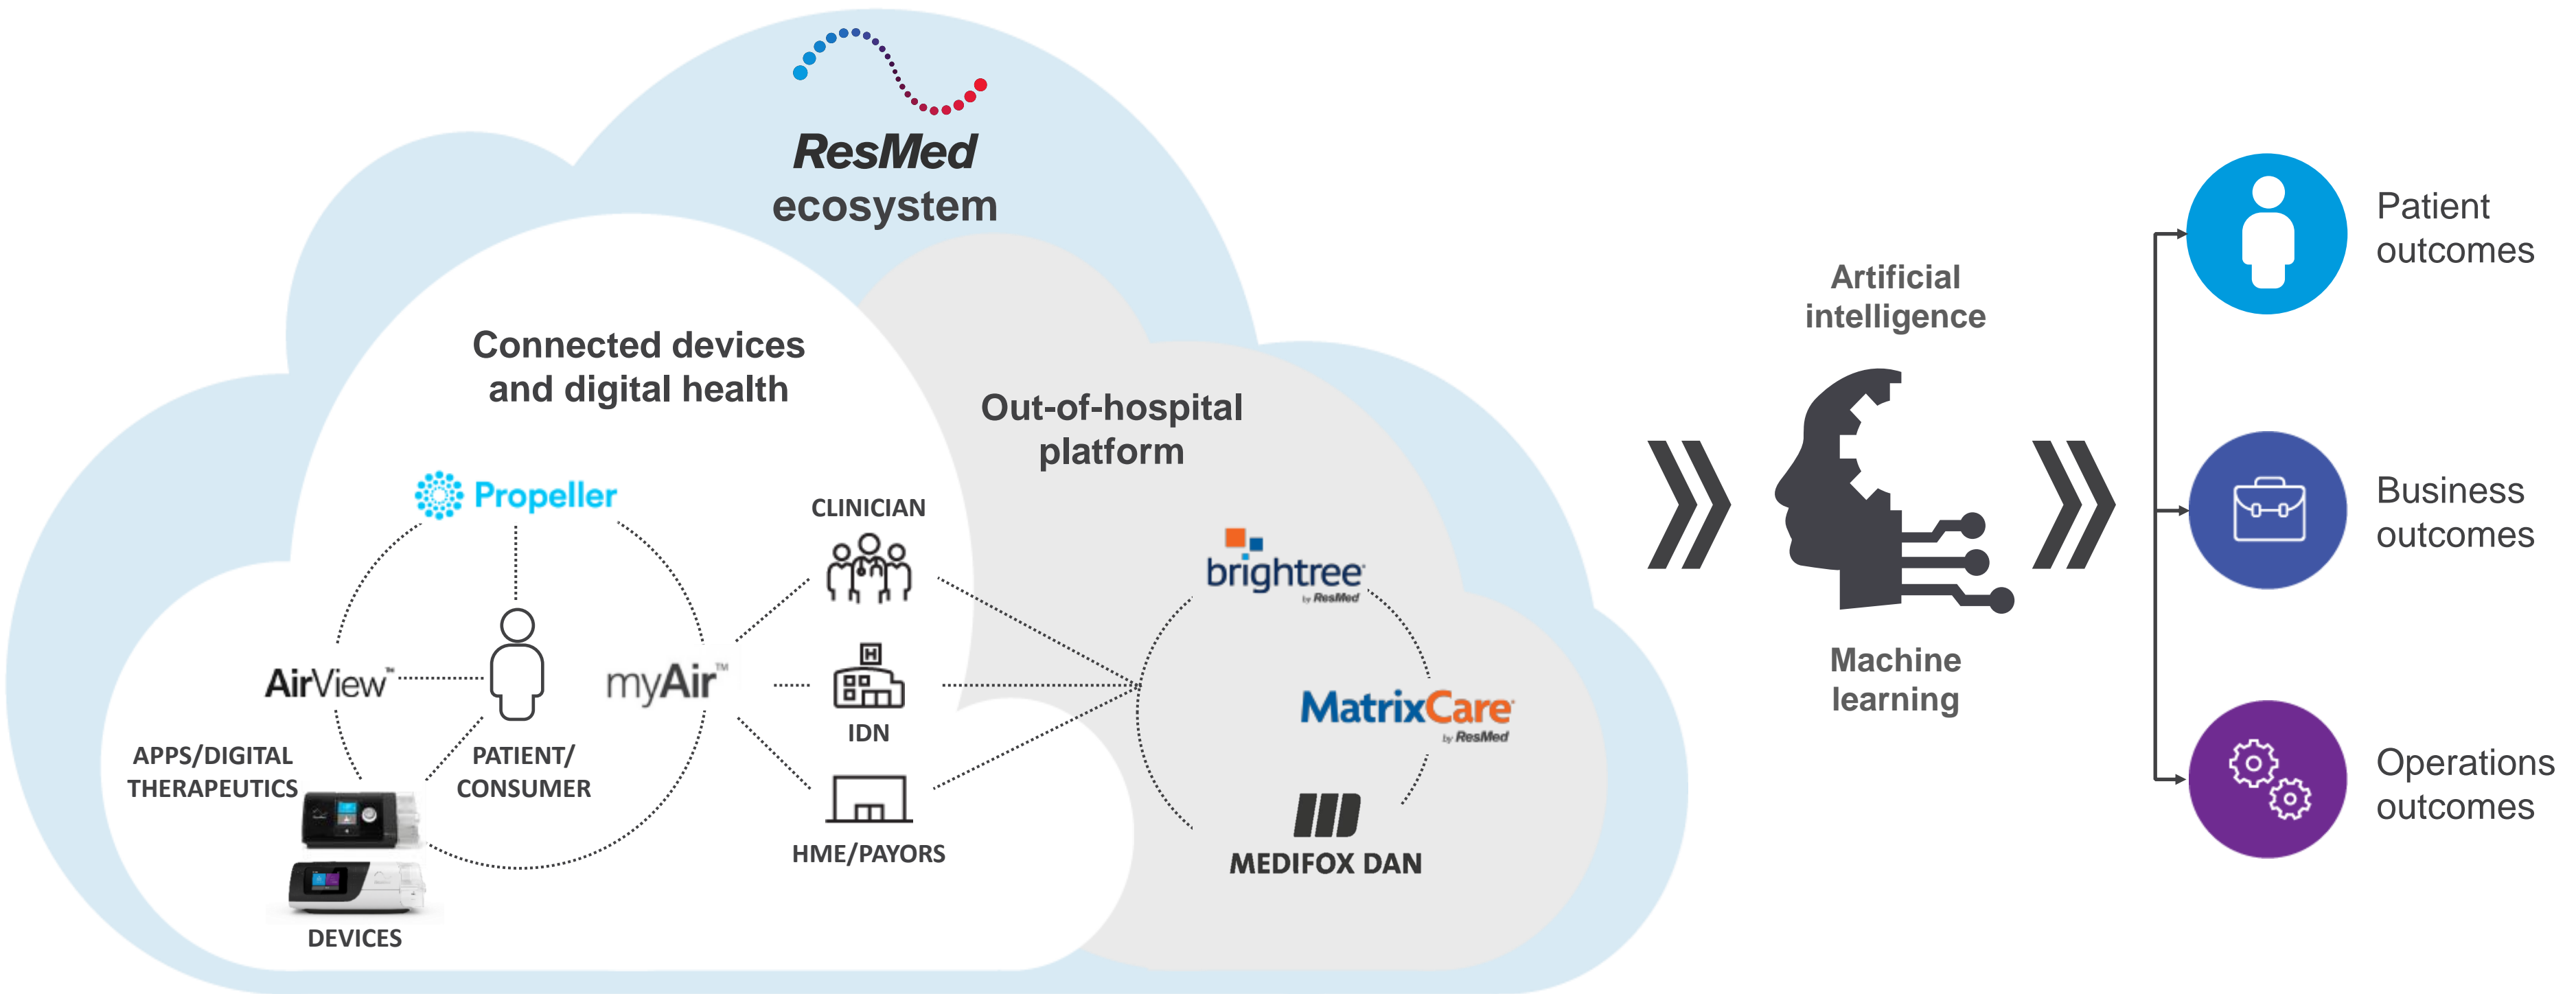 ResMed
ecosystem
Connected devices
and digital health
Out-of-hospital
platform
Propeller
CLINICIAN
AirView™
myAir™
H
IDN
APPS/DIGITAL
THERAPEUTICS
PATIENT/
CONSUMER
HME/PAYORS
DEVICES
brightree
by ResMed
MatrixCare
by ResMed
MEDIFOX DAN
Artificial
intelligence
Machine
learning
Patient
outcomes
Business
outcomes
Operations
outcomes